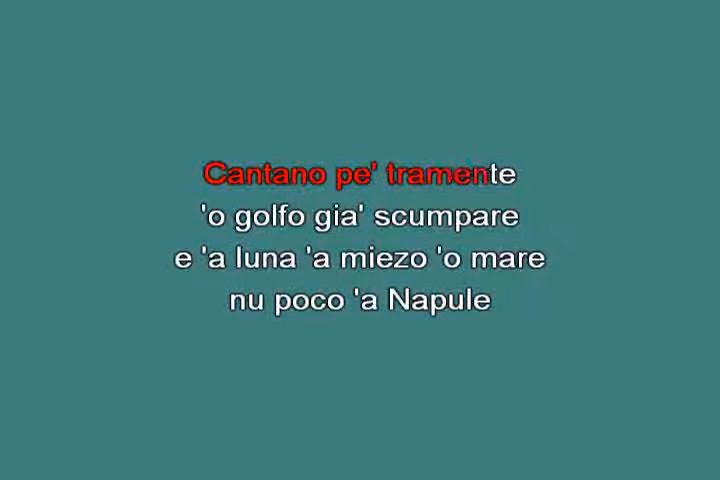 Cantano pe' tramente
'o golfo gia' scumpare
e 'a luna 'a miezo 'o mare
nu poco 'a Napule